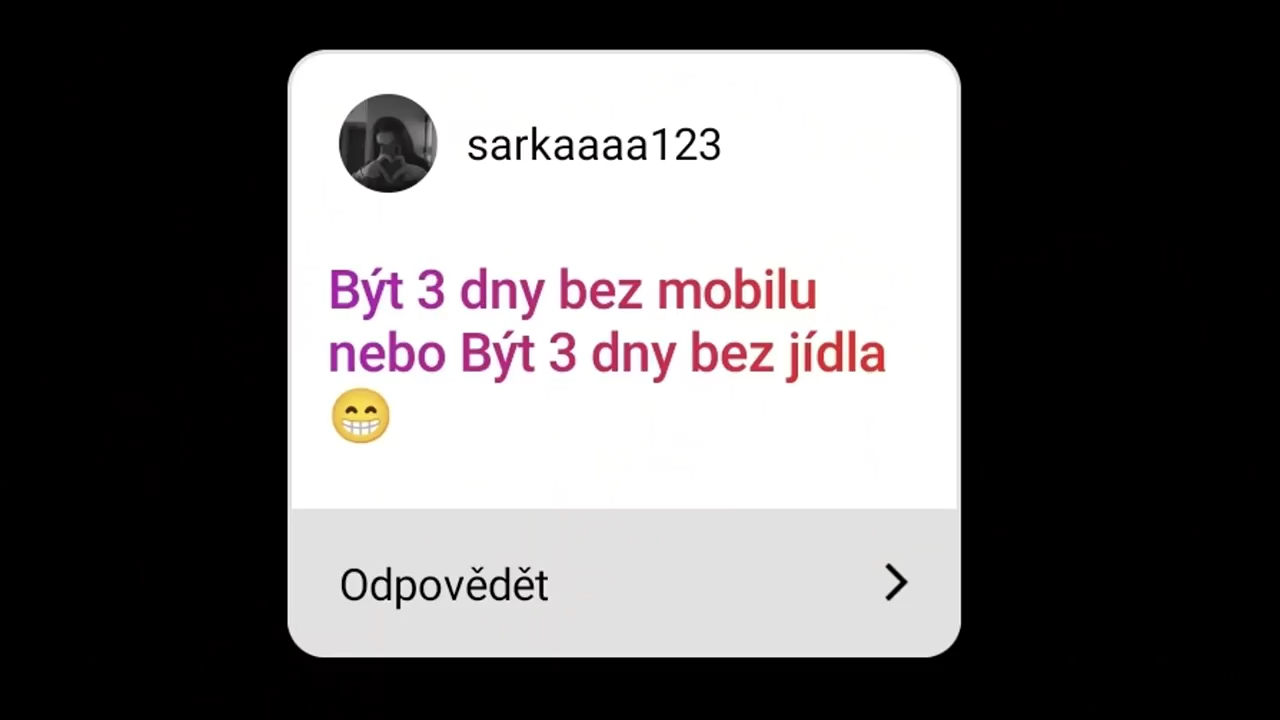 sarkaaaa123
Být 3 dny bez mobilu
nebo Být 3 dny bez jídla
😁
Odpovědět